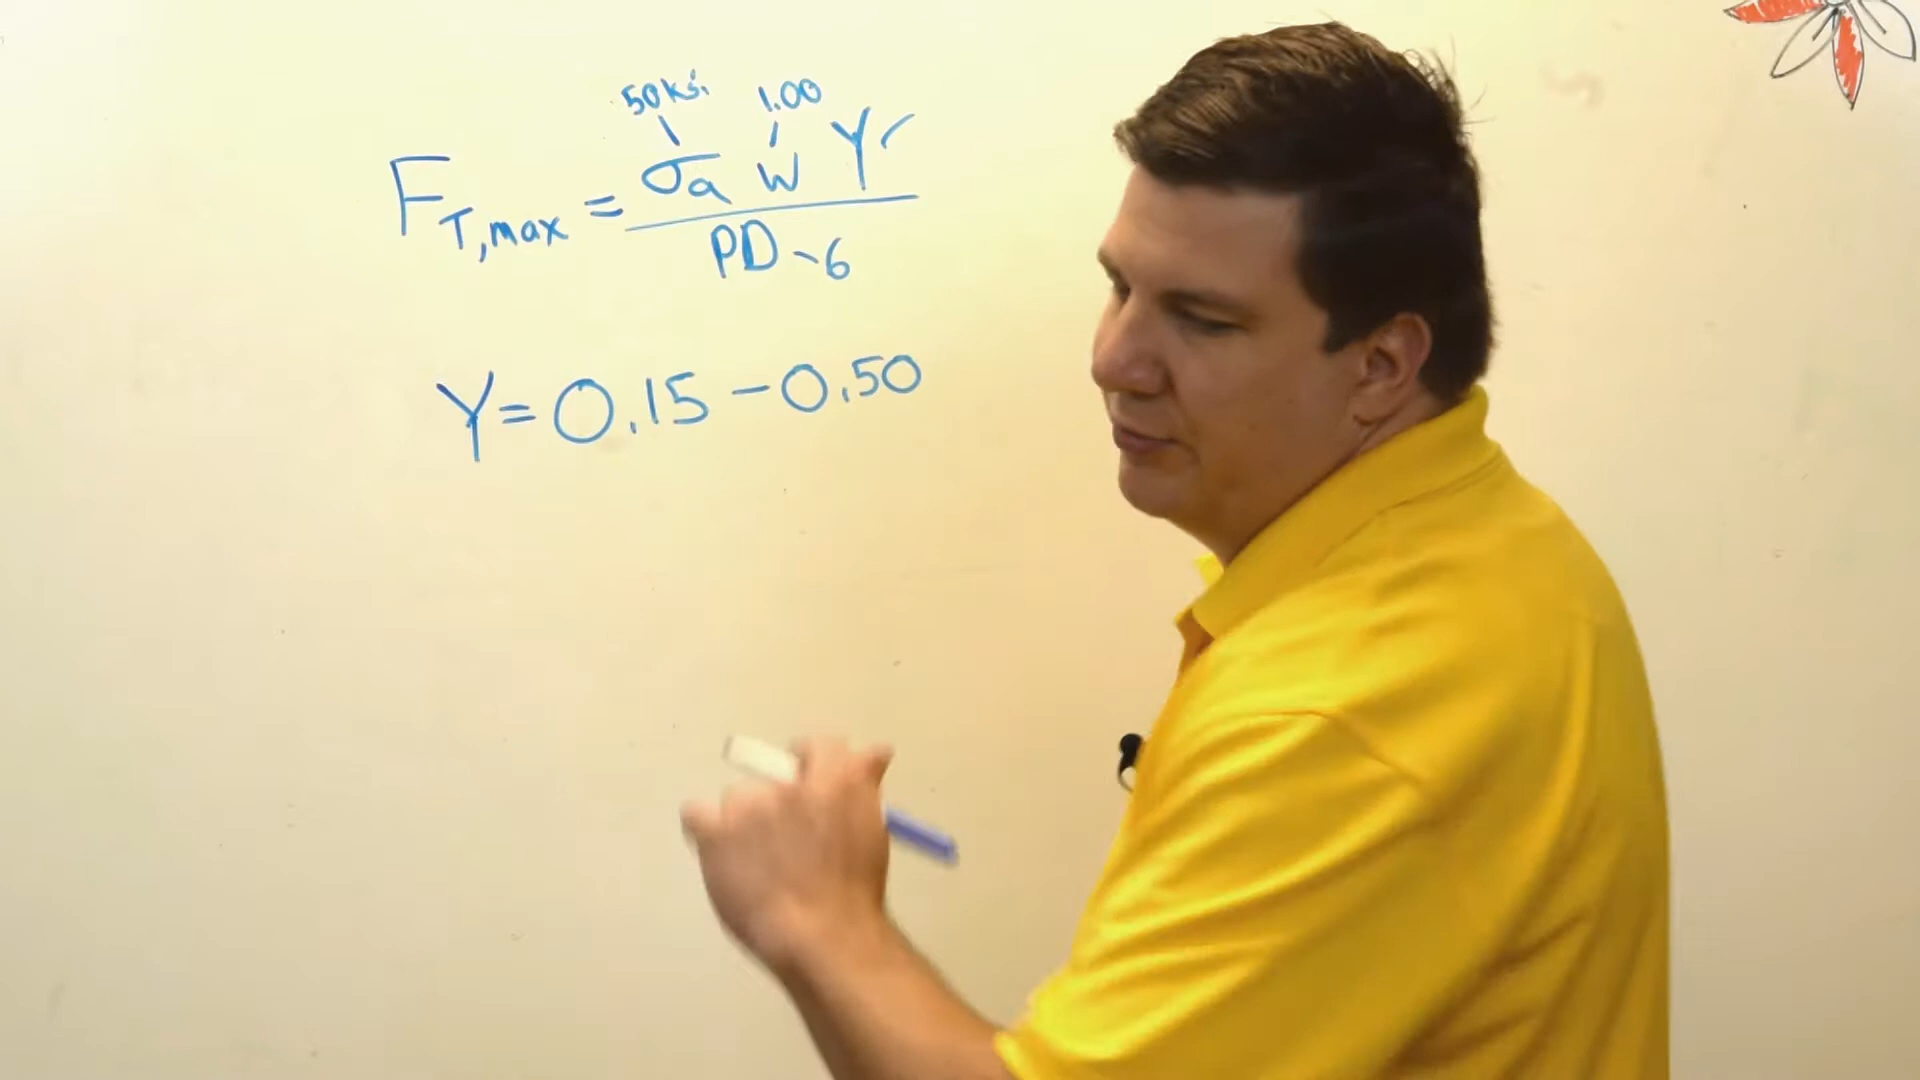 50ksi 1.00
F_T,max = σa w Y
PD - 6
Y = 0.15 - 0.50